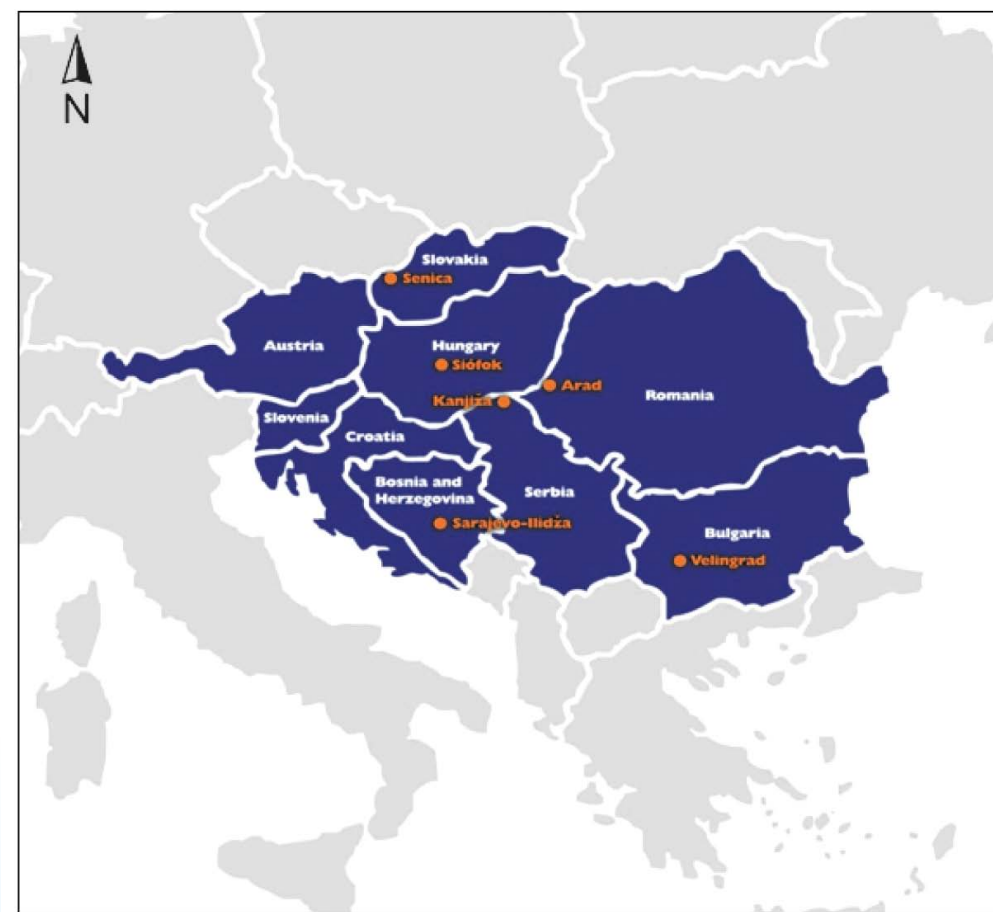 N
Slovakia
Senica
Austria
Hungary
Siófok
Arad
Kanjiža
Romania
Slovenia
Croatia
Bosnia and
Herzegovina
Serbia
Sarajevo-Ilidža
Bulgaria
Velingrad